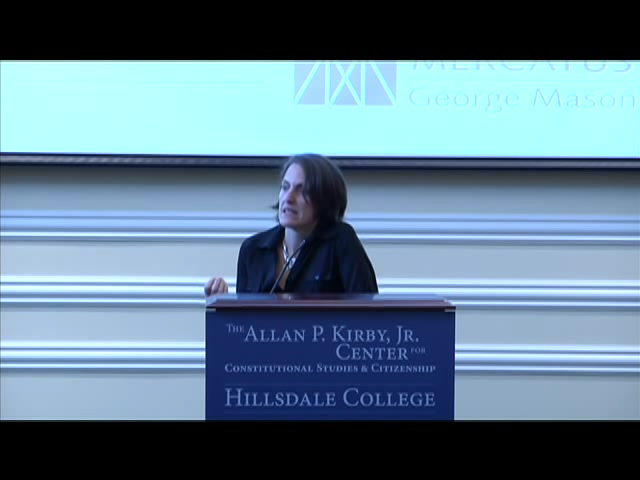 MERCATUS
George Mason
THE ALLAN P. KIRBY, JR.
CENTER FOR
CONSTITUTIONAL STUDIES & CITIZENSHIP
HILLSDALE COLLEGE